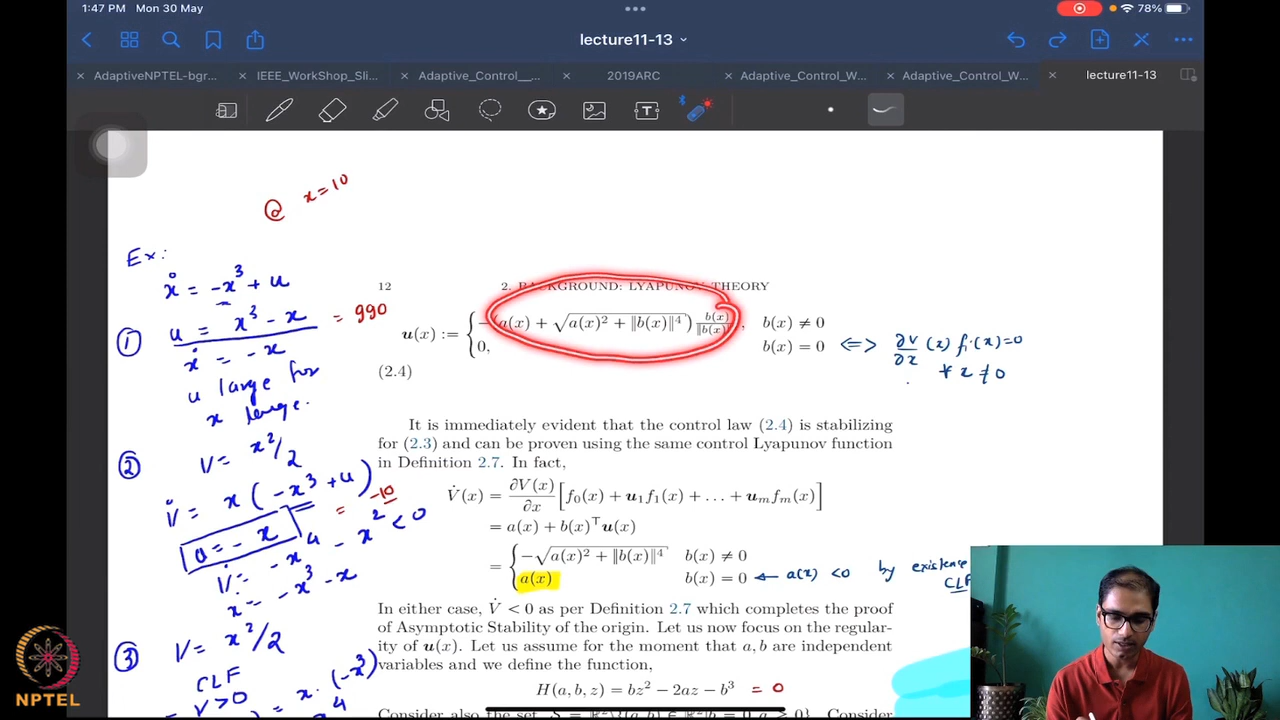 1:47 PM Mon 30 May
78%
lecture11-13
AdaptiveNPTEL-bgr...
IEEE_WorkShop_Sli...
Adaptive_Control__...
2019ARC
Adaptive_Control_W...
Adaptive_Control_W...
lecture11-13
@ x=10
Ex:
ẋ = -x³ + u
① u = x³ - x = 990
ẋ = -x
u large for
x large.
② V = x²/2
V̇ = x(-x³ + u)
u = -x = -10
V̇ = -x⁴ - x² < 0
ẋ = -x³ - x
③ V = x²/2
CLF
V>0
= x·(-x³)
12 2. BACKGROUND: LYAPUNOV THEORY
u(x) := { -(a(x) + √a(x)² + ‖b(x)‖⁴) b(x)/‖b(x)‖², b(x) ≠ 0
0, b(x) = 0 ⟺ ∂V/∂x (x) fᵢ(x)=0
∀ x ≠ 0
(2.4)
It is immediately evident that the control law (2.4) is stabilizing
for (2.3) and can be proven using the same control Lyapunov function
in Definition 2.7. In fact,
V̇(x) = ∂V(x)/∂x [f₀(x) + u₁f₁(x) + ... + uₘfₘ(x)]
= a(x) + b(x)ᵀu(x)
= { -√a(x)² + ‖b(x)‖⁴ b(x) ≠ 0
a(x) b(x) = 0 ← a(x) <0 by existence
CLF
In either case, V̇ < 0 as per Definition 2.7 which completes the proof
of Asymptotic Stability of the origin. Let us now focus on the regular-
ity of u(x). Let us assume for the moment that a, b are independent
variables and we define the function,
H(a, b, z) = bz² - 2az - b³ = 0
NPTEL